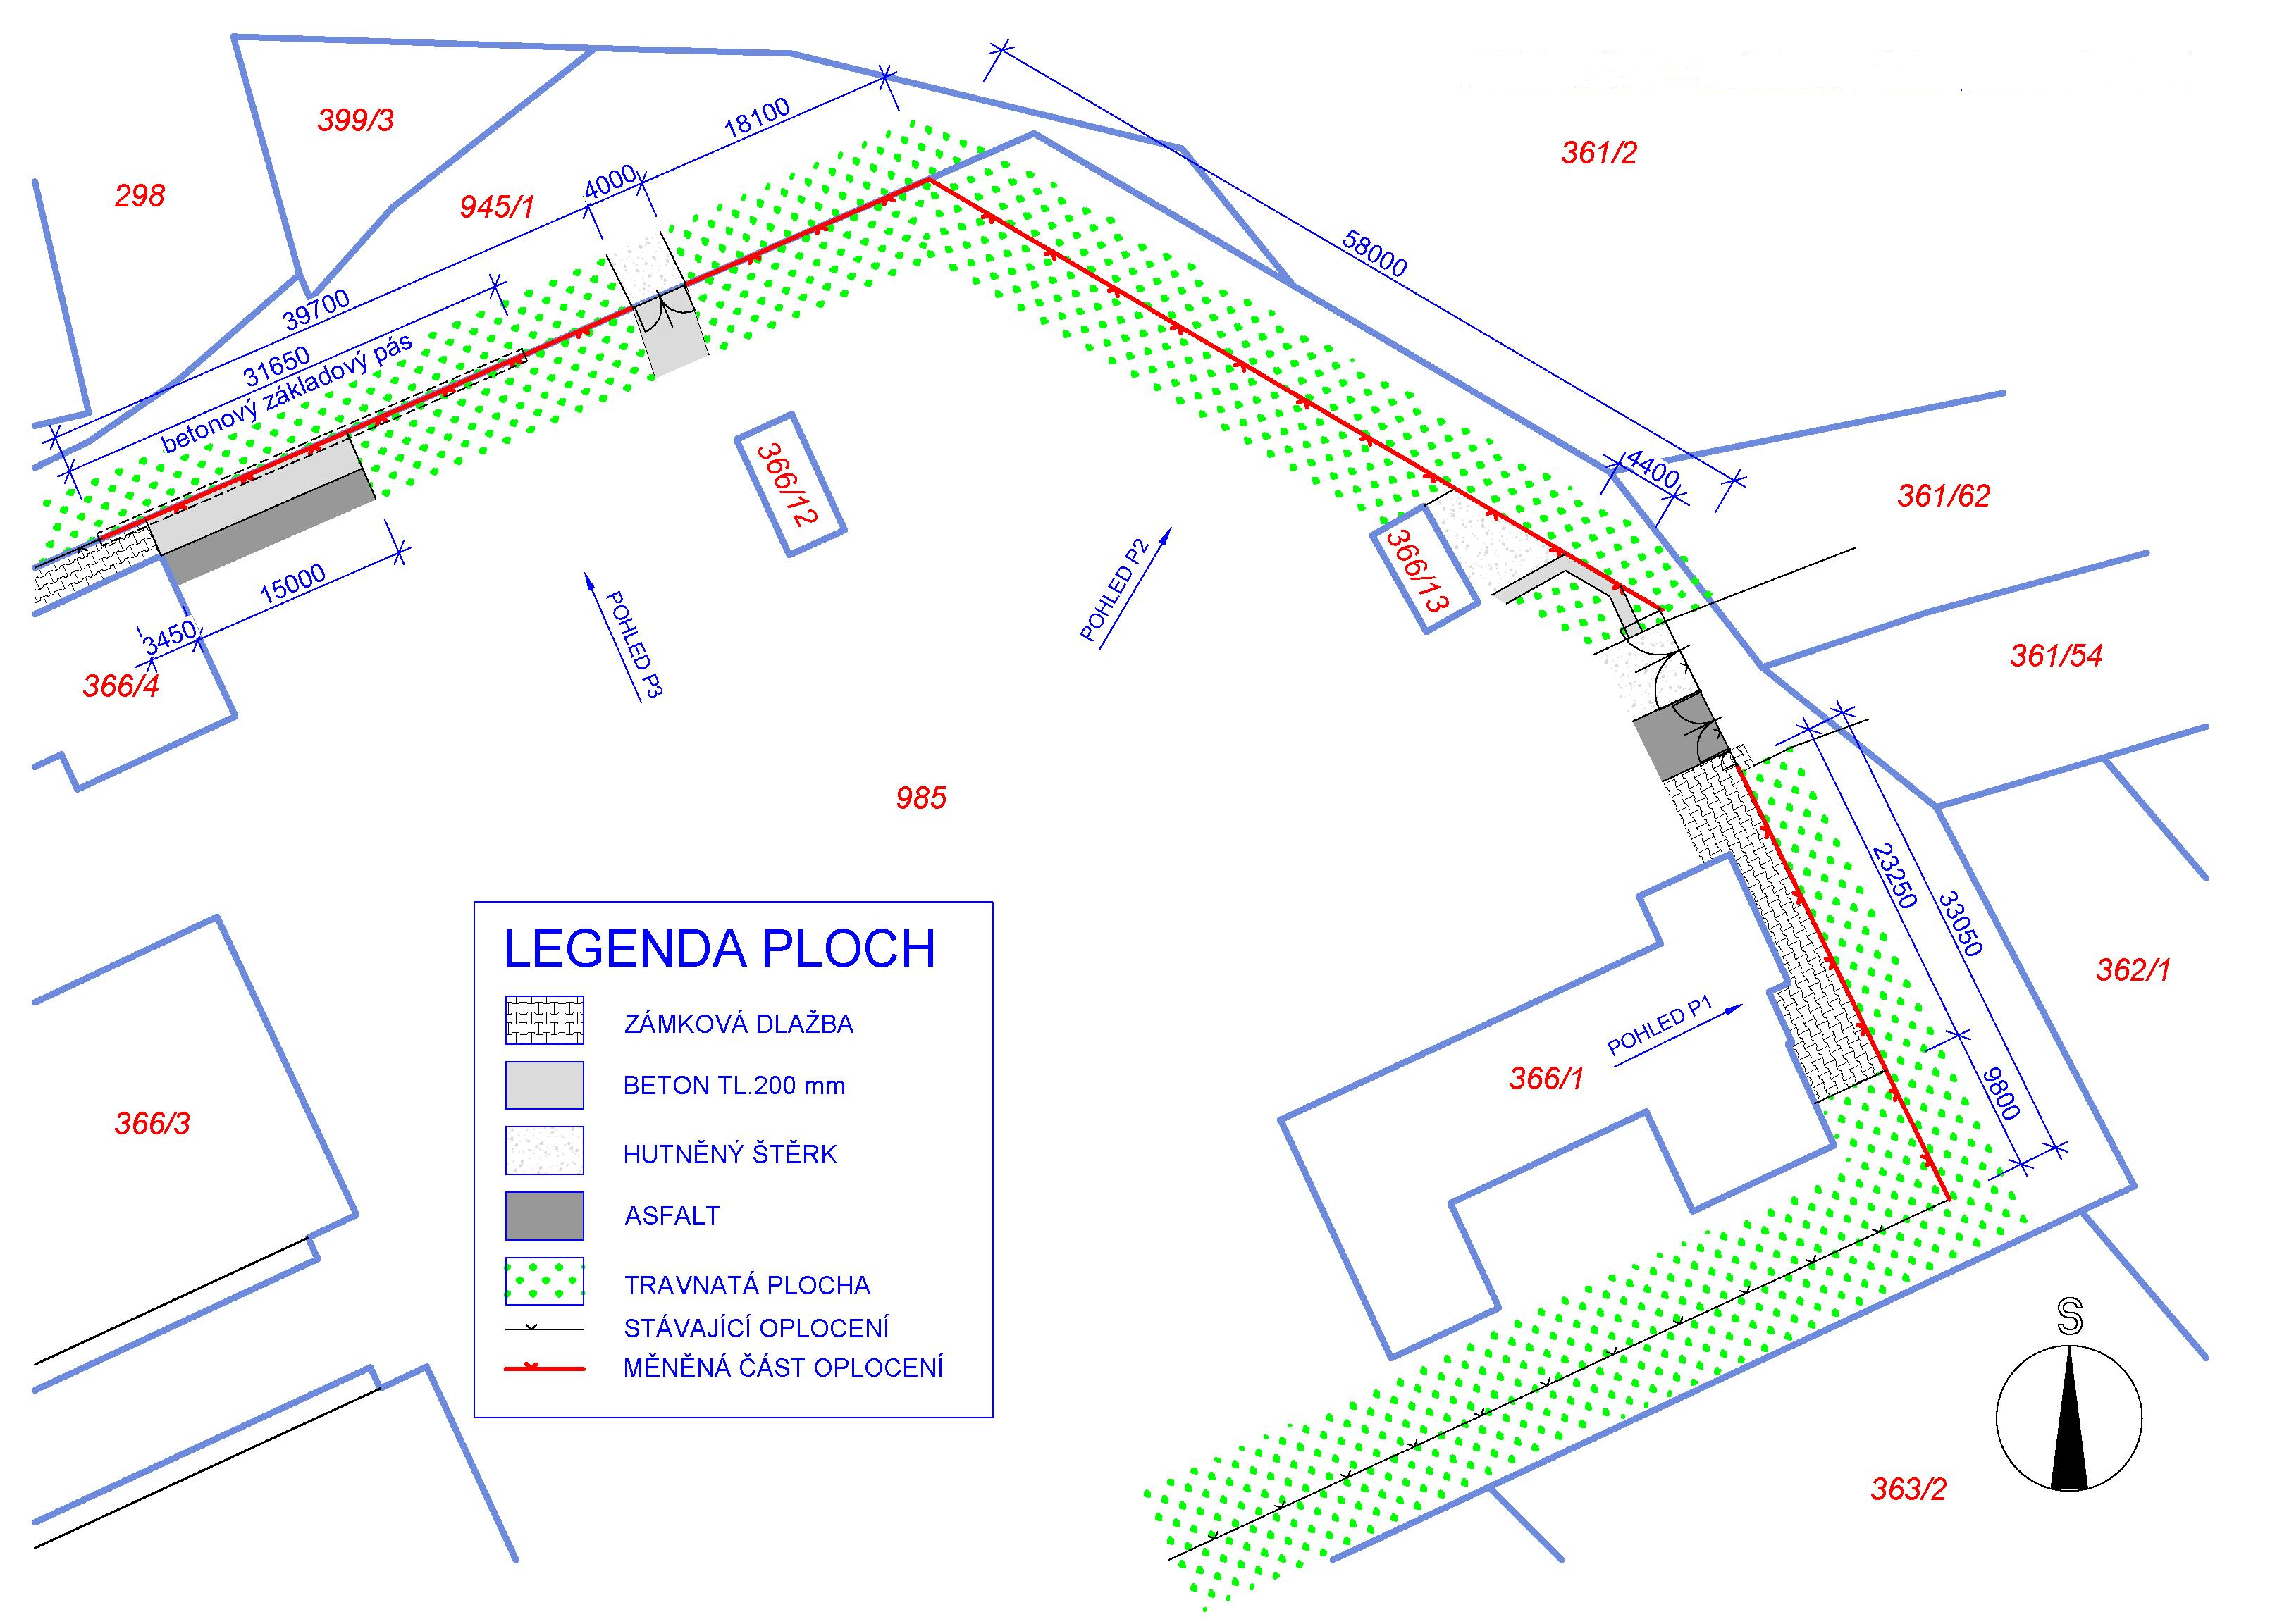 399/3
298
945/1
18100
4000
361/2
58000
39700
31650
betonový základový pás
366/12
4400
361/62
366/13
15000
3450
366/4
POHLED P3
POHLED P2
361/54
985
23250
33050
9800
362/1
POHLED P1
366/1
366/3
363/2
S
LEGENDA PLOCH
ZÁMKOVÁ DLAŽBA
BETON TL.200 mm
HUTNĚNÝ ŠTĚRK
ASFALT
TRAVNATÁ PLOCHA
STÁVAJÍCÍ OPLOCENÍ
MĚNĚNÁ ČÁST OPLOCENÍ